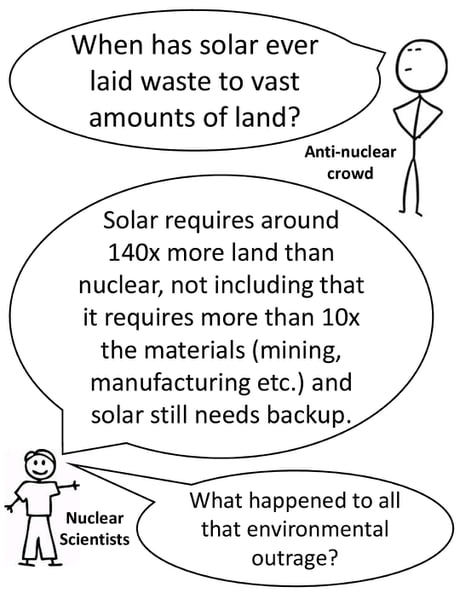 When has solar ever
laid waste to vast
amounts of land?
Anti-nuclear
crowd
Solar requires around
140x more land than
nuclear, not including that
it requires more than 10x
the materials (mining,
manufacturing etc.) and
solar still needs backup.
Nuclear
Scientists
What happened to all
that environmental
outrage?